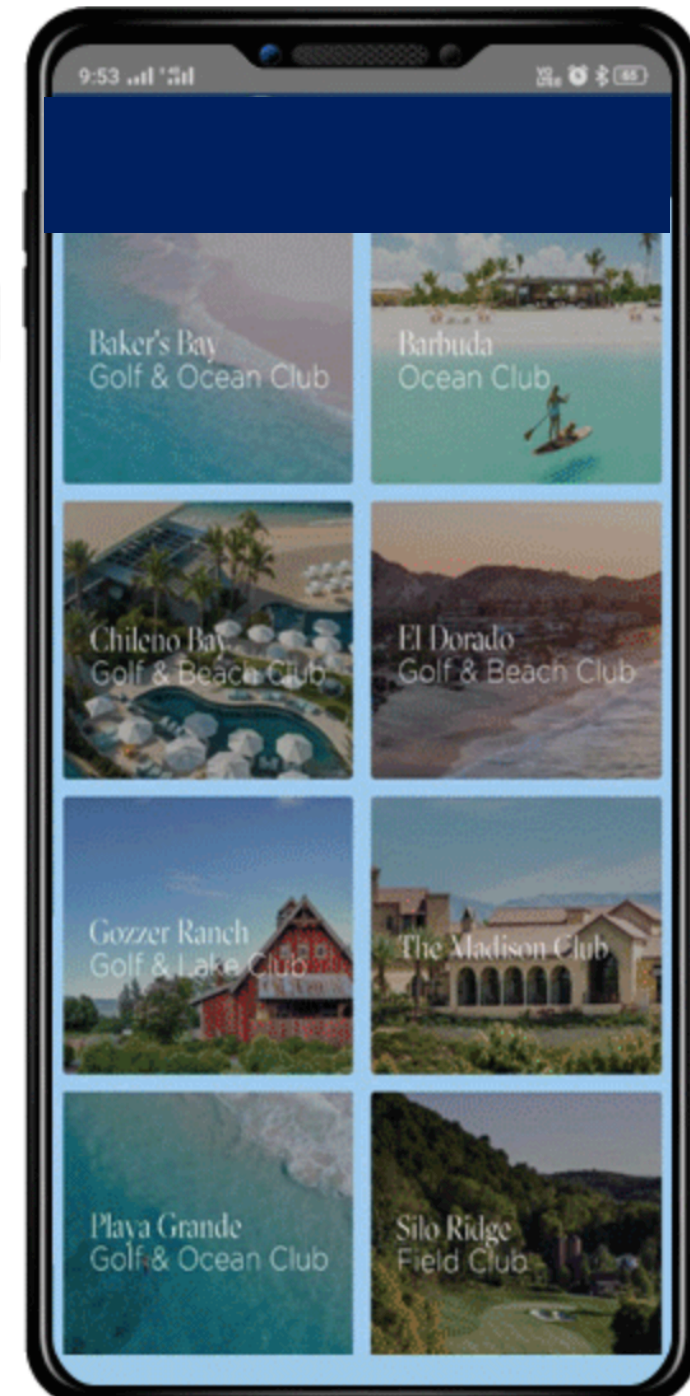 9:53
65
Baker's Bay
Golf & Ocean Club
Barbuda
Ocean Club
Chileno Bay
Golf & Beach Club
El Dorado
Golf & Beach Club
Gozzer Ranch
Golf & Lake Club
The Madison Club
Playa Grande
Golf & Ocean Club
Silo Ridge
Field Club